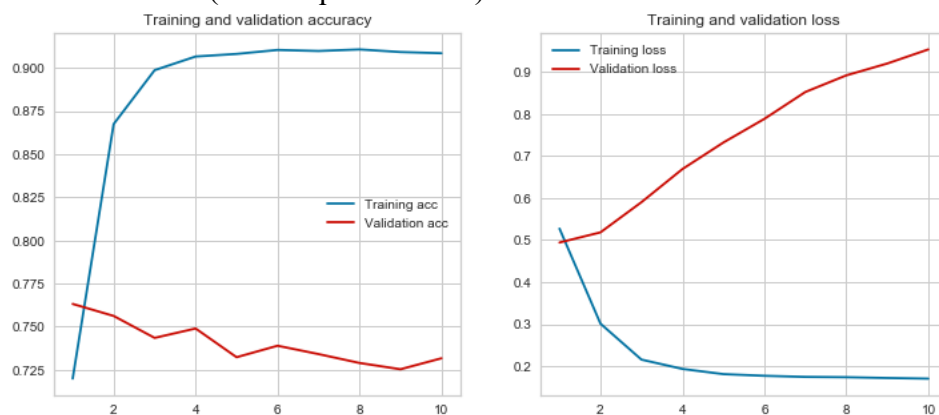 Training and validation accuracy
0.900
0.875
0.850
0.825
0.800
0.775
0.750
0.725
Training acc
Validation acc
2 4 6 8 10
Training and validation loss
Training loss
Validation loss
0.9
0.8
0.7
0.6
0.5
0.4
0.3
0.2
2 4 6 8 10